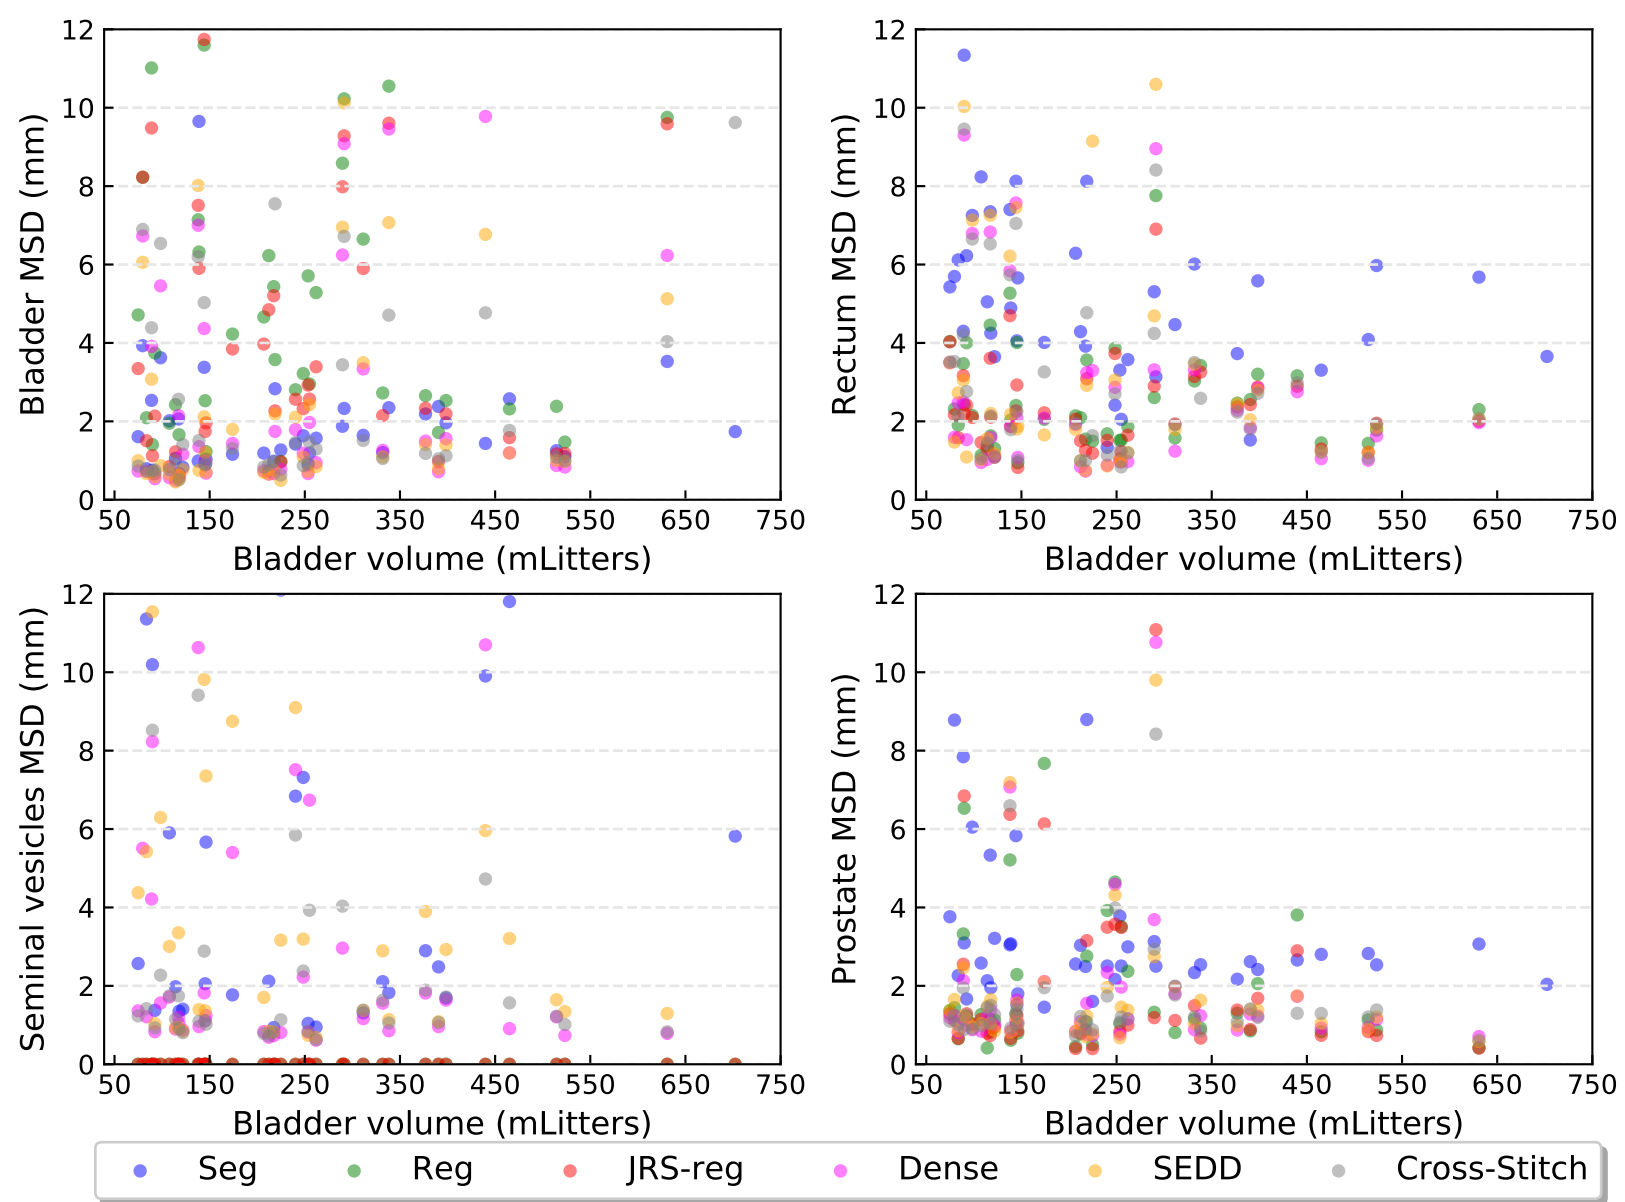 12 10 8 6 4 2 0
Bladder MSD (mm)
50 150 250 350 450 550 650 750
Bladder volume (mLitters)
12 10 8 6 4 2 0
Rectum MSD (mm)
50 150 250 350 450 550 650 750
Bladder volume (mLitters)
12 10 8 6 4 2 0
Seminal vesicles MSD (mm)
50 150 250 350 450 550 650 750
Bladder volume (mLitters)
12 10 8 6 4 2 0
Prostate MSD (mm)
50 150 250 350 450 550 650 750
Bladder volume (mLitters)
Seg Reg JRS-reg Dense SEDD Cross-Stitch